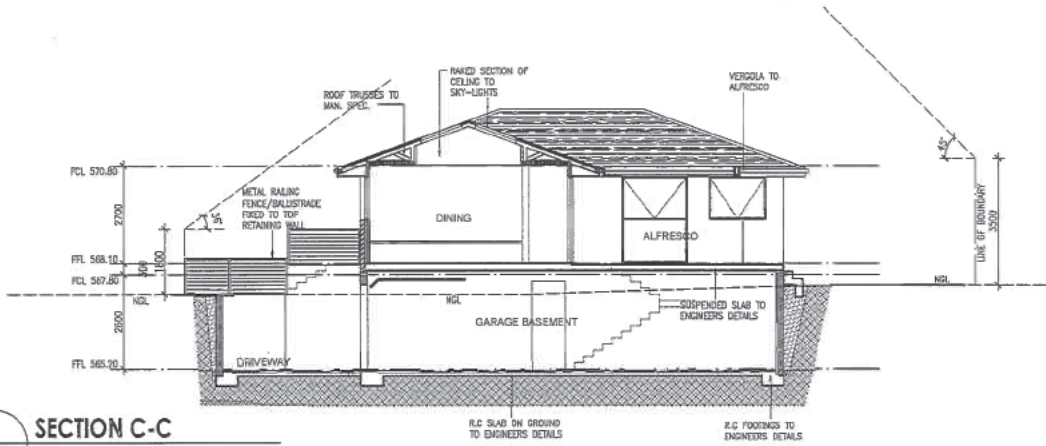 RAKED SECTION OF
CEILING TO
SKY-LIGHTS
VERGOLA TO
ALFRESCO
ROOF TRUSSES TO
MAN. SPEC.
45°
FCL 570.80
METAL RAILING
FENCE/BALUSTRADE
FIXED TO TOP
RETAINING WALL
2700
DINING
ALFRESCO
LINE OF BOUNDARY
3500
1800
FFL 568.10
FCL 567.80
NGL
NGL
NGL
SUSPENDED SLAB TO
ENGINEERS DETAILS
2600
GARAGE BASEMENT
DRIVEWAY
FFL 565.20
R.C SLAB ON GROUND
TO ENGINEERS DETAILS
R.C FOOTINGS TO
ENGINEERS DETAILS
SECTION C-C